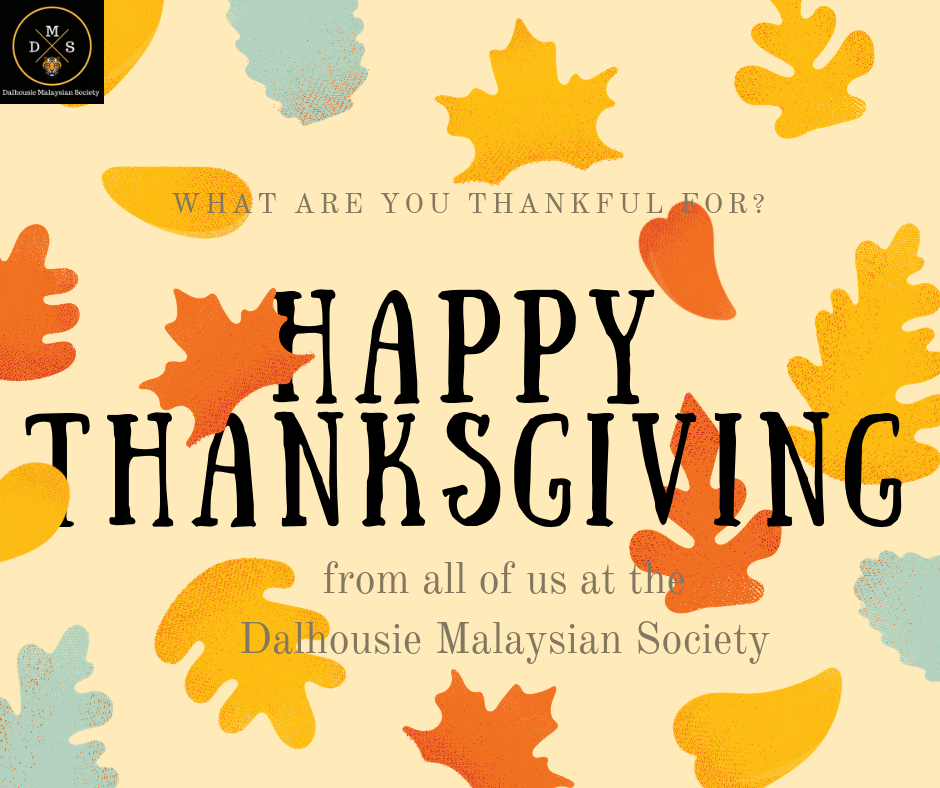 M
D S
Dalhousie Malaysian Society
WHAT ARE YOU THANKFUL FOR?
HAPPY
THANKSGIVING
from all of us at the
Dalhousie Malaysian Society